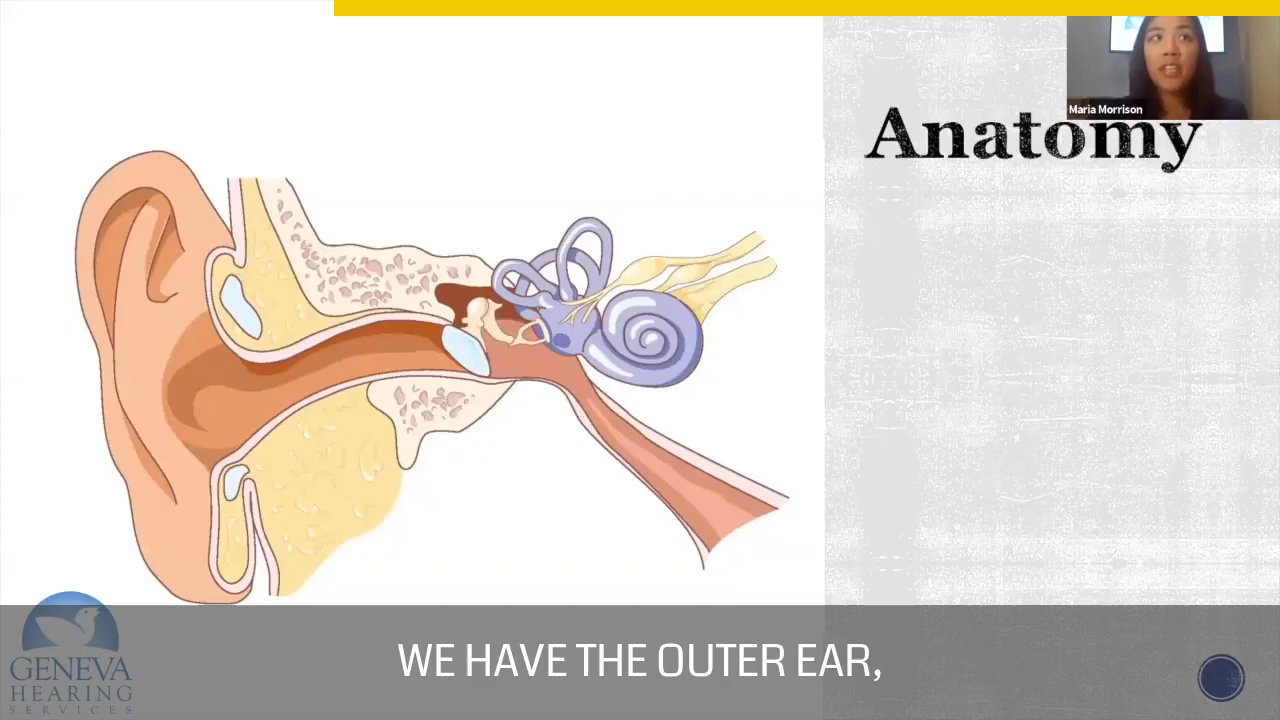 Maria Morrison
Anatomy
WE HAVE THE OUTER EAR,
GENEVA
HEARING
SERVICES